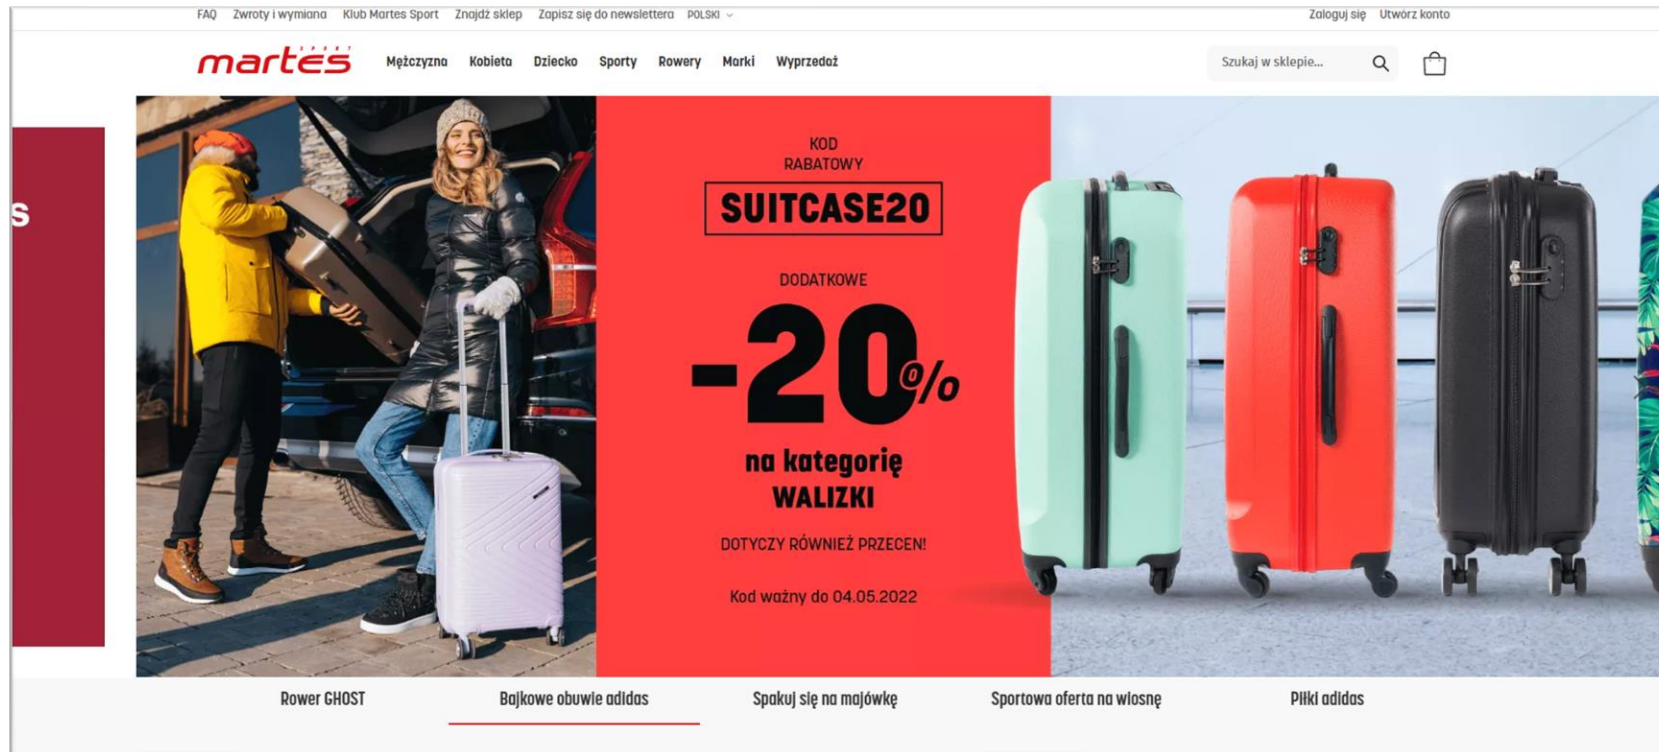 FAQ Zwroty i wymiana Klub Martes Sport Znajdź sklep Zapisz się do newslettera POLSKI Zaloguj się Utwórz konto
SPORT
martes Mężczyzna Kobieta Dziecko Sporty Rowery Marki Wyprzedaż Szukaj w sklepie...
s
KOD
RABATOWY
SUITCASE20
DODATKOWE
-20%
na kategorię
WALIZKI
DOTYCZY RÓWNIEŻ PRZECEN!
Kod ważny do 04.05.2022
Rower GHOST Bajkowe obuwie adidas Spakuj się na majówkę Sportowa oferta na wiosnę Piłki adidas